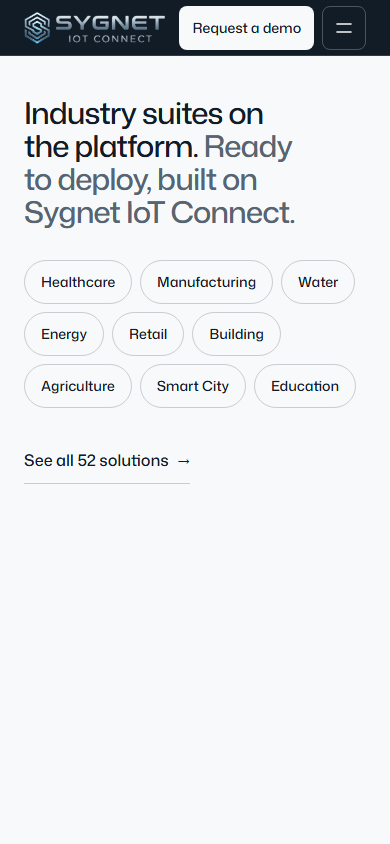 SYGNET
IOT CONNECT
Request a demo
Industry suites on
the platform. Ready
to deploy, built on
Sygnet IoT Connect.
Healthcare
Manufacturing
Water
Energy
Retail
Building
Agriculture
Smart City
Education
See all 52 solutions →